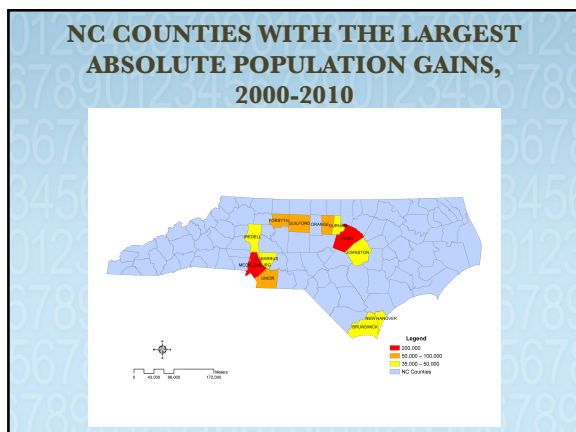 NC COUNTIES WITH THE LARGEST
ABSOLUTE POPULATION GAINS,
2000-2010
FORSYTH
GUILFORD
ORANGE
DURHAM
WAKE
IREDELL
JOHNSTON
CABARRUS
MECKLENBURG
UNION
NEW HANOVER
BRUNSWICK
Legend
200,000
50,000 – 100,000
35,000 – 50,000
NC Counties
Meters
0 43,000 86,000 172,000